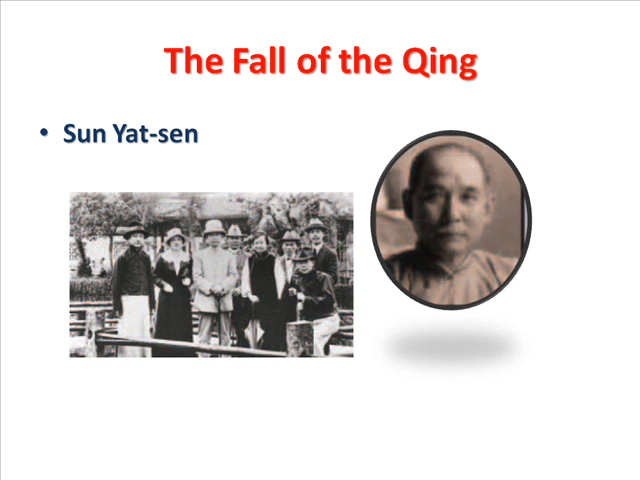 The Fall of the Qing
• Sun Yat-sen